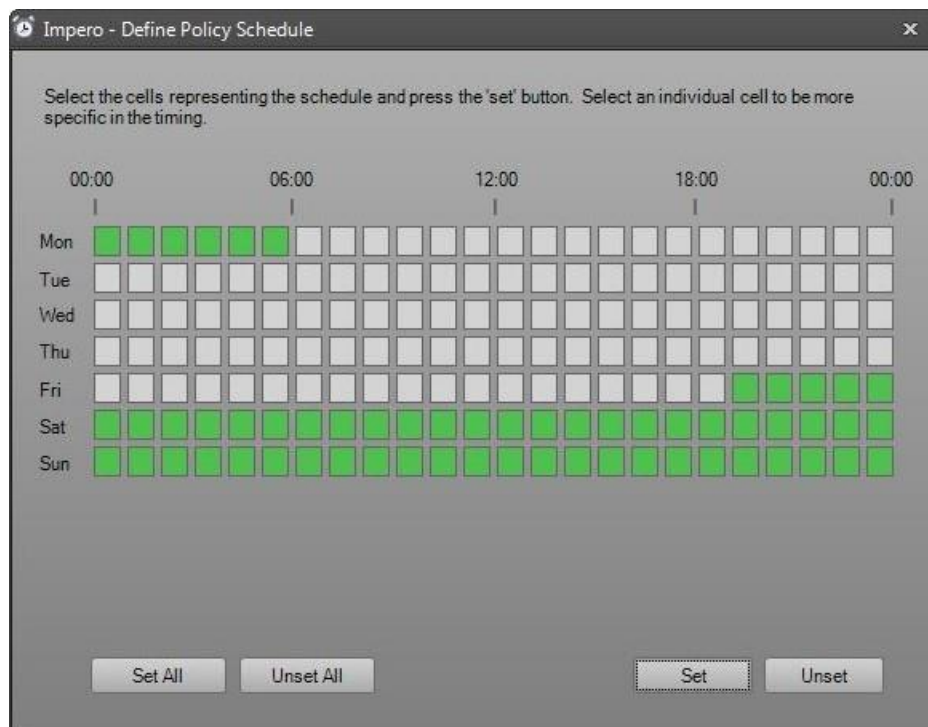 Impero - Define Policy Schedule
x
Select the cells representing the schedule and press the 'set' button.  Select an individual cell to be more
specific in the timing.
00:00 06:00 12:00 18:00 00:00
Mon
Tue
Wed
Thu
Fri
Sat
Sun
Set All Unset All Set Unset